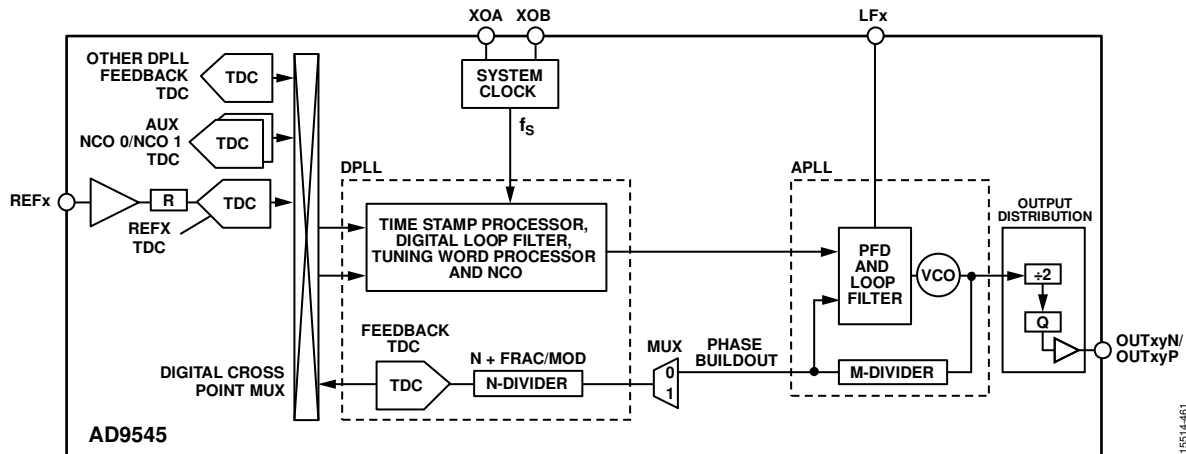 XOA
XOB
LFx
OTHER DPLL
FEEDBACK
TDC
TDC
SYSTEM
CLOCK
AUX
NCO 0/NCO 1
TDC
TDC
fS
DPLL
APLL
REFx
R
TDC
REFX
TDC
TIME STAMP PROCESSOR,
DIGITAL LOOP FILTER,
TUNING WORD PROCESSOR
AND NCO
PFD
AND
LOOP
FILTER
VCO
OUTPUT
DISTRIBUTION
÷2
Q
OUTxyN/
OUTxyP
FEEDBACK
TDC
N + FRAC/MOD
MUX
PHASE
BUILDOUT
DIGITAL CROSS
POINT MUX
TDC
N-DIVIDER
0
1
M-DIVIDER
AD9545
15514-461